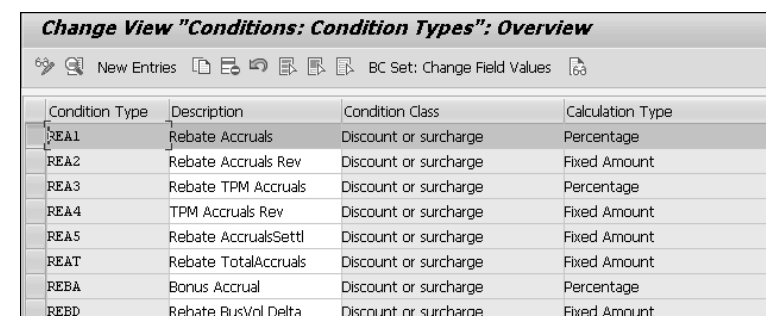 Change View "Conditions: Condition Types": Overview
New Entries BC Set: Change Field Values
Condition Type Description Condition Class Calculation Type
REA1 Rebate Accruals Discount or surcharge Percentage
REA2 Rebate Accruals Rev Discount or surcharge Fixed Amount
REA3 Rebate TPM Accruals Discount or surcharge Percentage
REA4 TPM Accruals Rev Discount or surcharge Fixed Amount
REA5 Rebate AccrualsSettl Discount or surcharge Fixed Amount
REAT Rebate TotalAccruals Discount or surcharge Fixed Amount
REBA Bonus Accrual Discount or surcharge Percentage
REBD Rebate BusVol Delta Discount or surcharge Fixed Amount